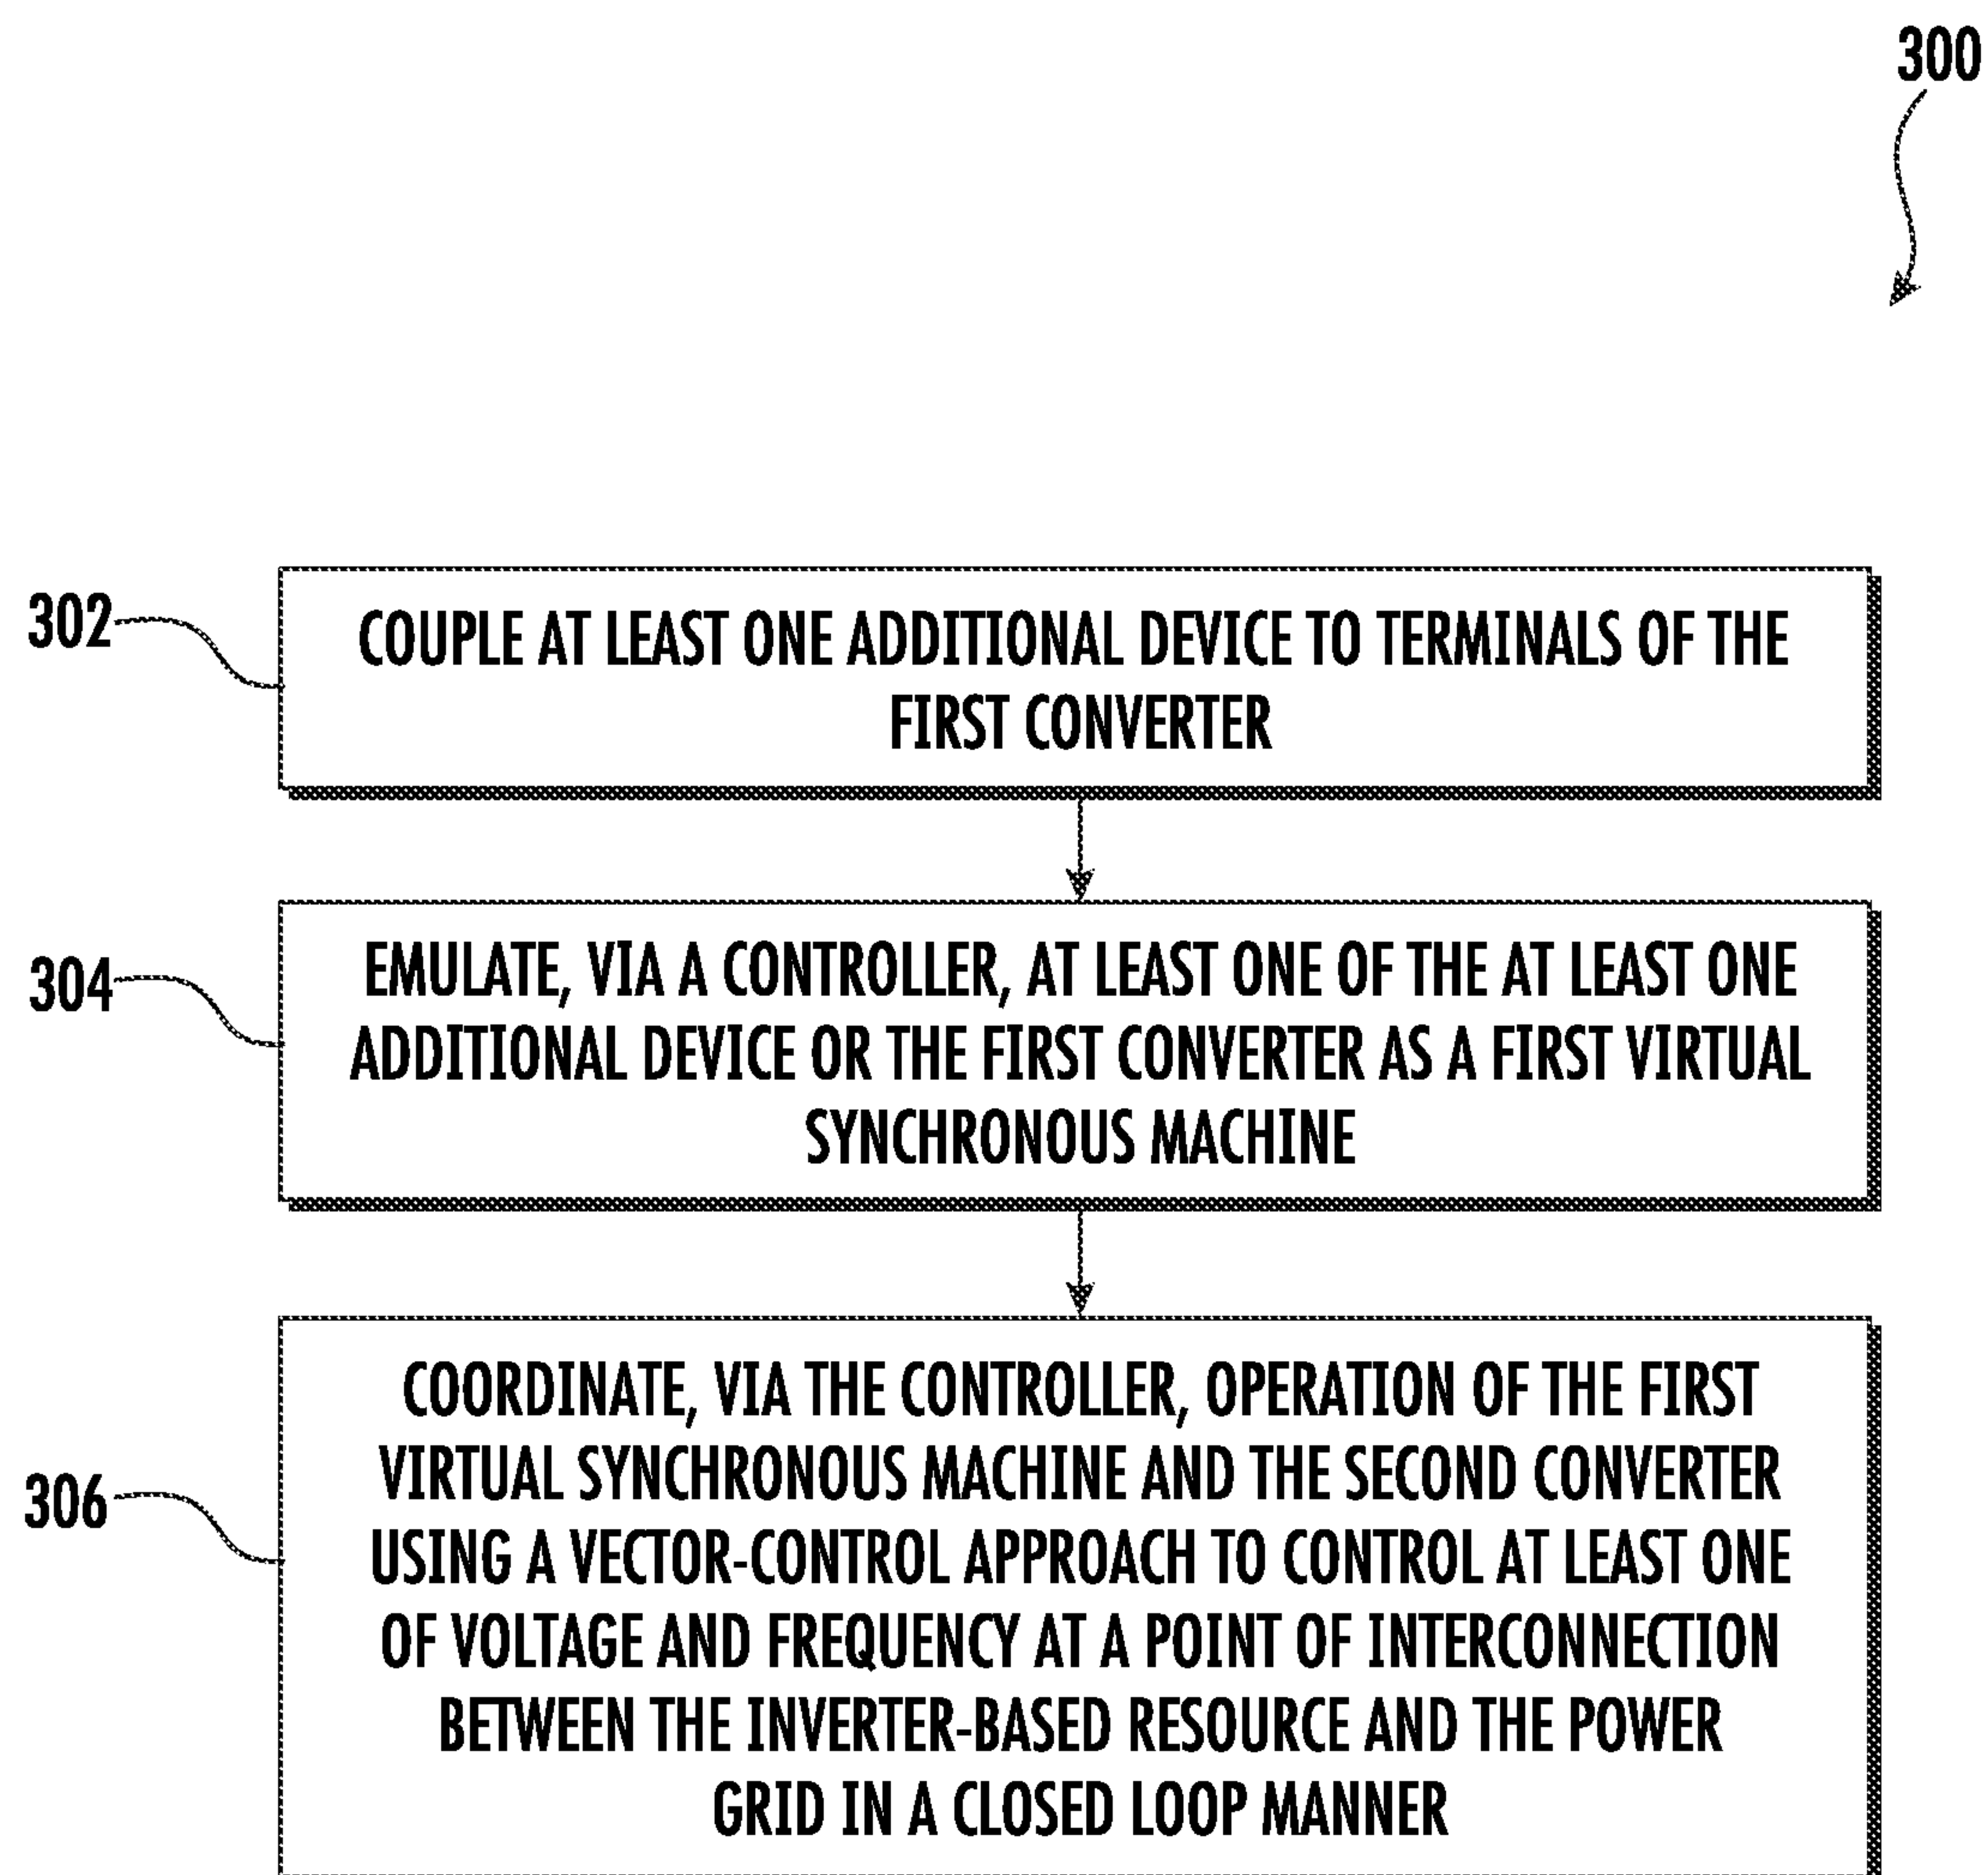 300
302
COUPLE AT LEAST ONE ADDITIONAL DEVICE TO TERMINALS OF THE
FIRST CONVERTER
304
EMULATE, VIA A CONTROLLER, AT LEAST ONE OF THE AT LEAST ONE
ADDITIONAL DEVICE OR THE FIRST CONVERTER AS A FIRST VIRTUAL
SYNCHRONOUS MACHINE
306
COORDINATE, VIA THE CONTROLLER, OPERATION OF THE FIRST
VIRTUAL SYNCHRONOUS MACHINE AND THE SECOND CONVERTER
USING A VECTOR-CONTROL APPROACH TO CONTROL AT LEAST ONE
OF VOLTAGE AND FREQUENCY AT A POINT OF INTERCONNECTION
BETWEEN THE INVERTER-BASED RESOURCE AND THE POWER
GRID IN A CLOSED LOOP MANNER